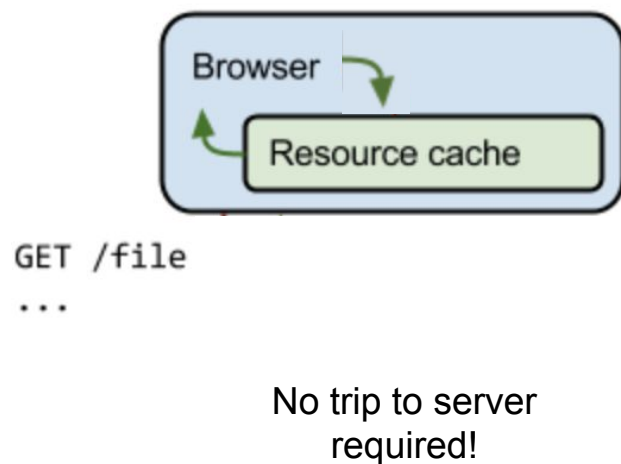 Browser
Resource cache
GET /file
...
No trip to server
required!